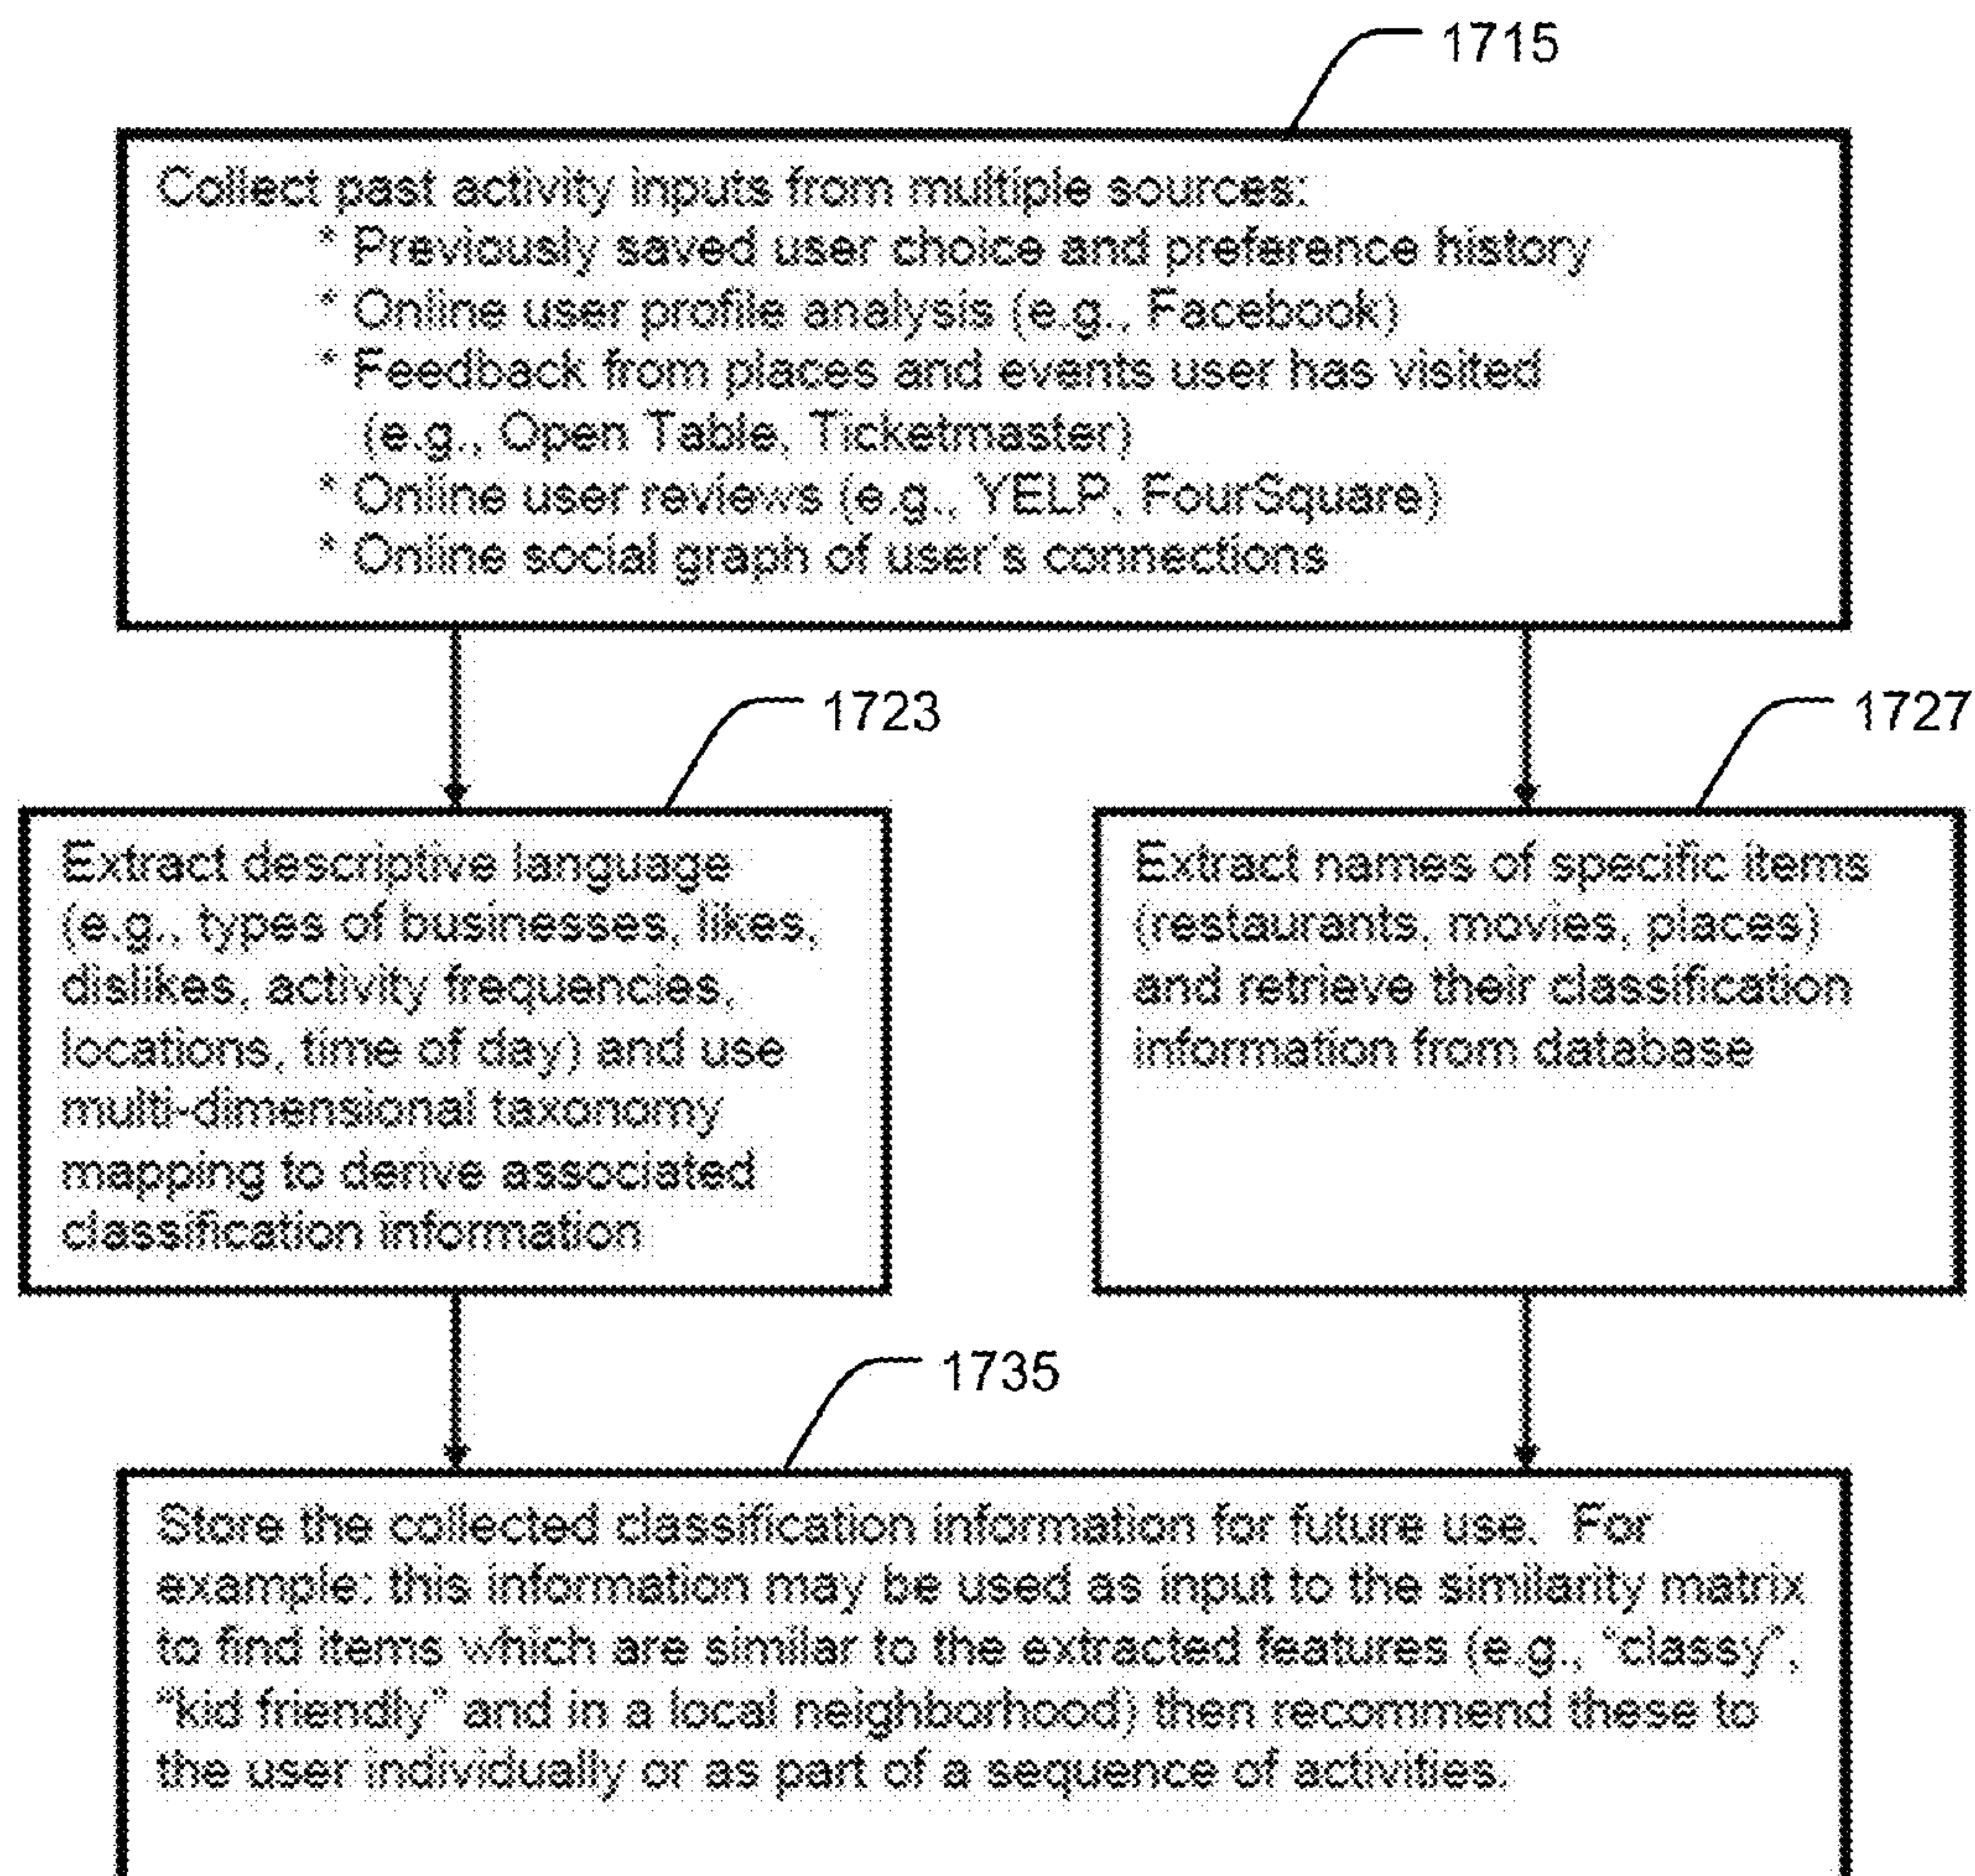 1715
Collect past activity inputs from multiple sources:
* Previously saved user choice and preference history
* Online user profile analysis (e.g., Facebook)
* Feedback from places and events user has visited
(e.g., Open Table, Ticketmaster)
* Online user reviews (e.g., YELP, FourSquare)
* Online social graph of user's connections
1723
Extract descriptive language
(e.g., types of businesses, likes,
dislikes, activity frequencies,
locations, time of day) and use
multi-dimensional taxonomy
mapping to derive associated
classification information
1727
Extract names of specific items
(restaurants, movies, places)
and retrieve their classification
information from database
1735
Store the collected classification information for future use.  For
example: this information may be used as input to the similarity matrix
to find items which are similar to the extracted features (e.g., "classy",
"kid friendly" and in a local neighborhood) then recommend these to
the user individually or as part of a sequence of activities.